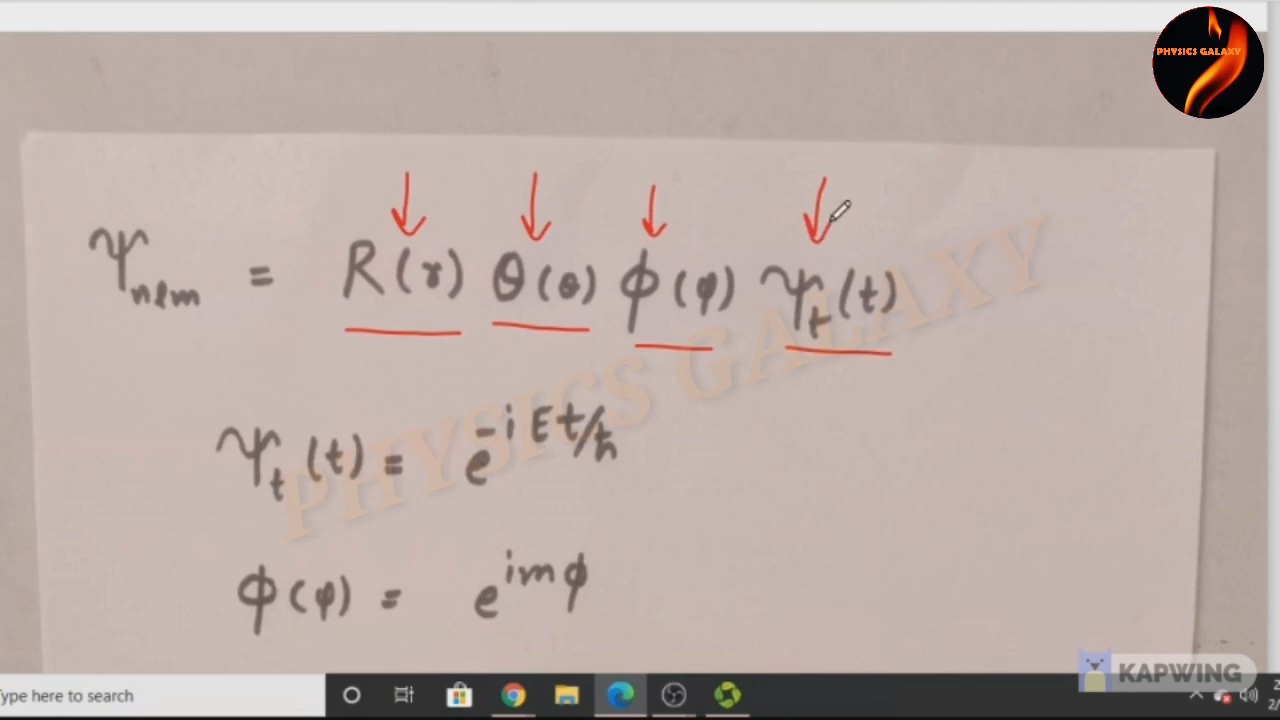 PHYSICS GALAXY
Ψnlm = R(r) Θ(θ) ϕ(φ) Ψt(t)
PHYSICS GALAXY
Ψt(t) = e^-iEt/ħ
ϕ(φ) = e^imϕ
KAPWING
Type here to search